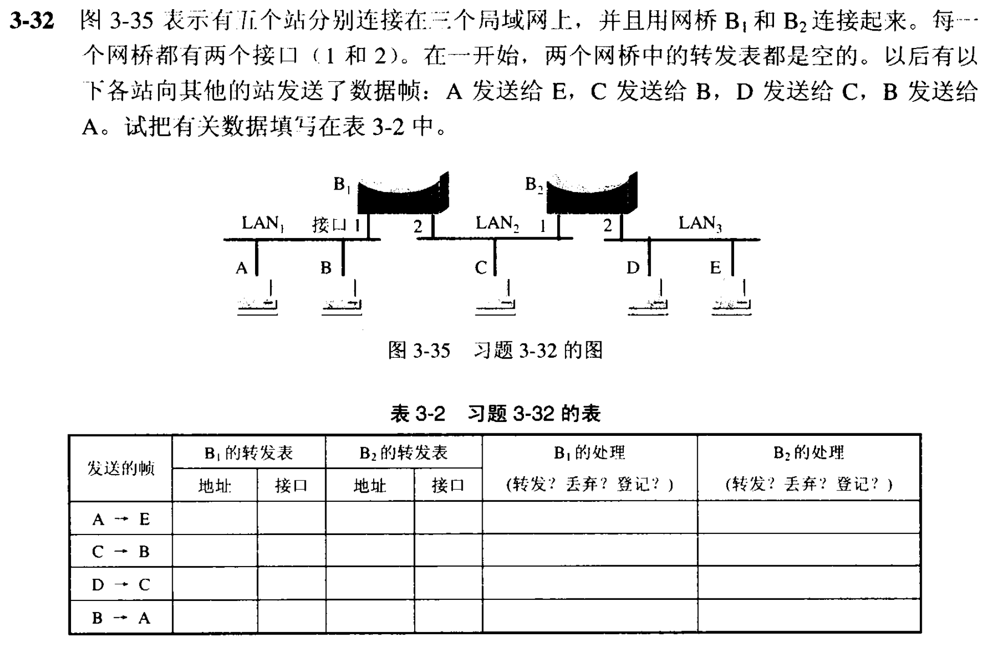 3-32 图 3-35 表示有五个站分别连接在三个局域网上，并且用网桥 B₁ 和 B₂ 连接起来。每一
个网桥都有两个接口（1 和 2）。在一开始，两个网桥中的转发表都是空的。以后有以
下各站向其他的站发送了数据帧：A 发送给 E，C 发送给 B，D 发送给 C，B 发送给
A。试把有关数据填写在表 3-2 中。
B₁ B₂
LAN₁ 接口 1 2 LAN₂ 1 2 LAN₃
A B C D E
图 3-35 习题 3-32 的图
表 3-2 习题 3-32 的表
发送的帧 B₁ 的转发表 B₂ 的转发表 B₁ 的处理 B₂ 的处理
地址 接口 地址 接口 (转发？丢弃？登记？) (转发？丢弃？登记？)
A → E
C → B
D → C
B → A